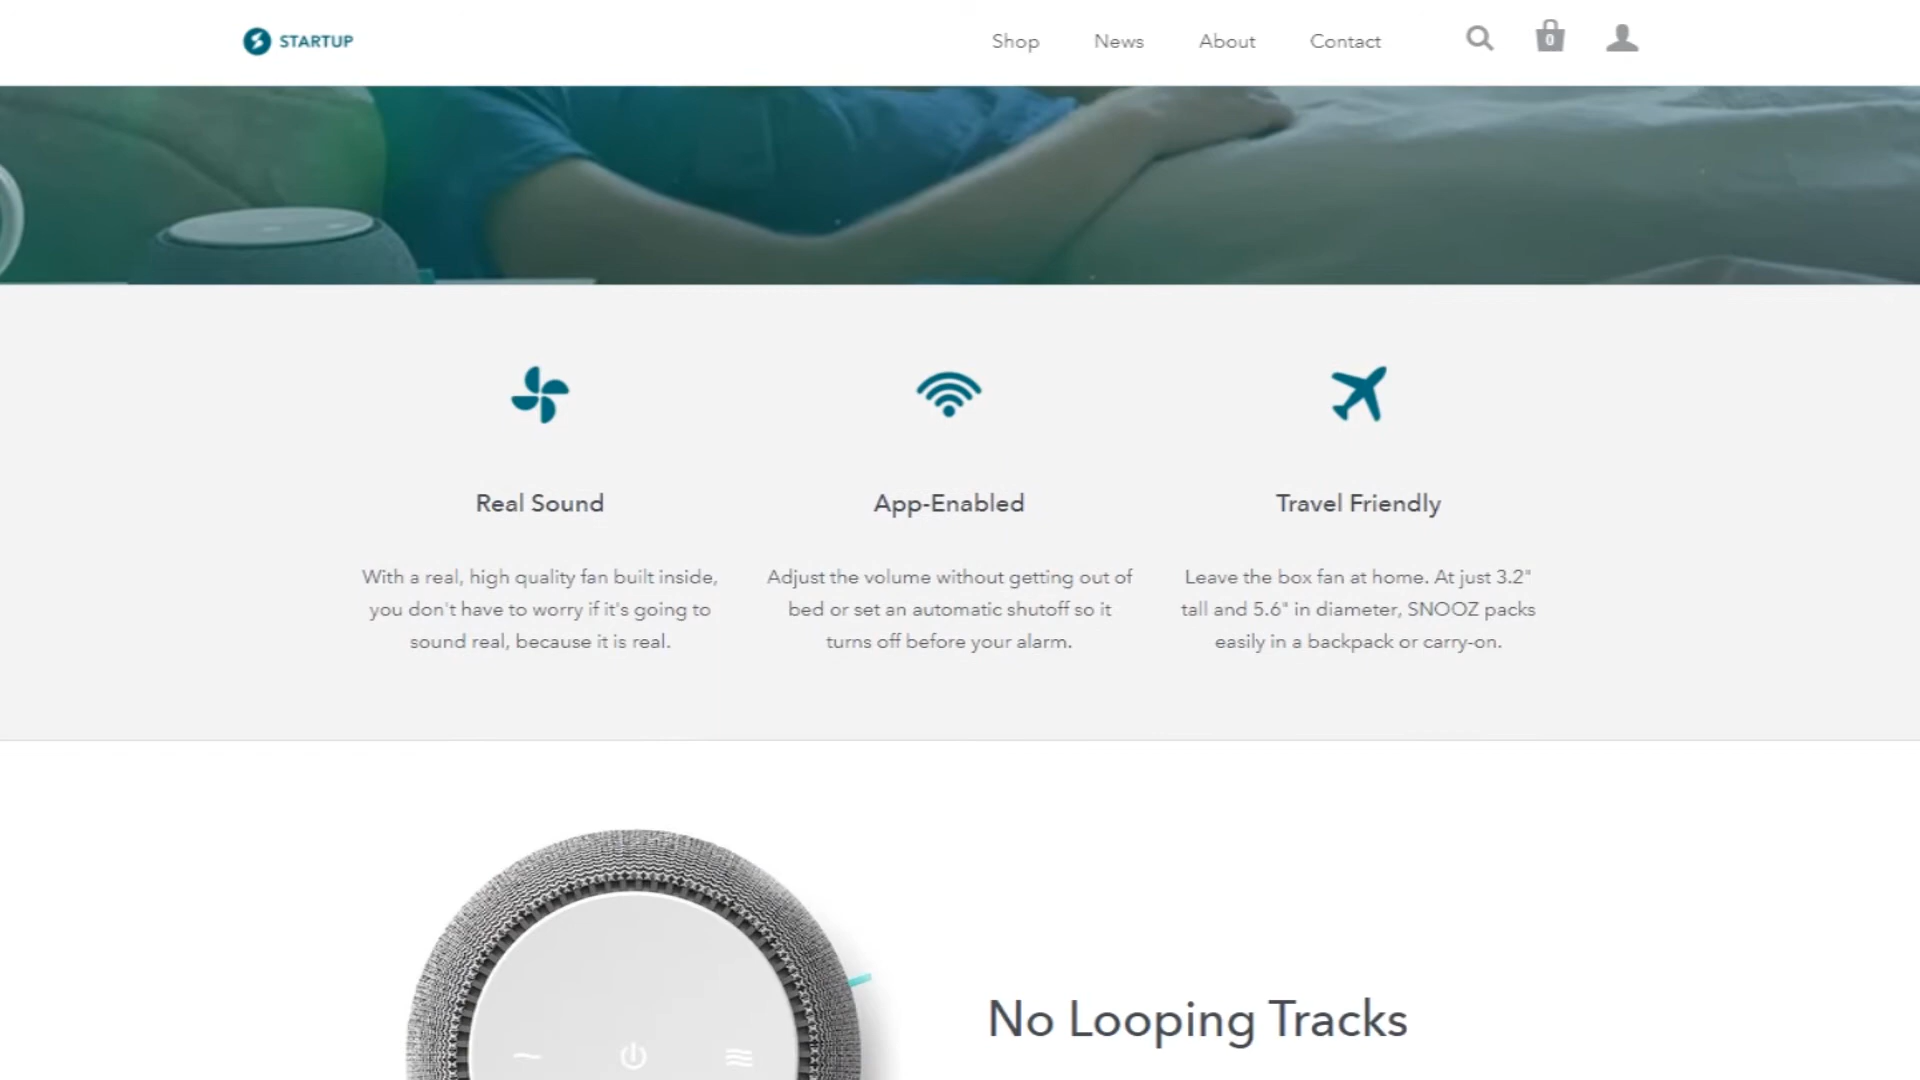 STARTUP
Shop News About Contact
0
Real Sound
With a real, high quality fan built inside,
you don't have to worry if it's going to
sound real, because it is real.
App-Enabled
Adjust the volume without getting out of
bed or set an automatic shutoff so it
turns off before your alarm.
Travel Friendly
Leave the box fan at home. At just 3.2"
tall and 5.6" in diameter, SNOOZ packs
easily in a backpack or carry-on.
No Looping Tracks